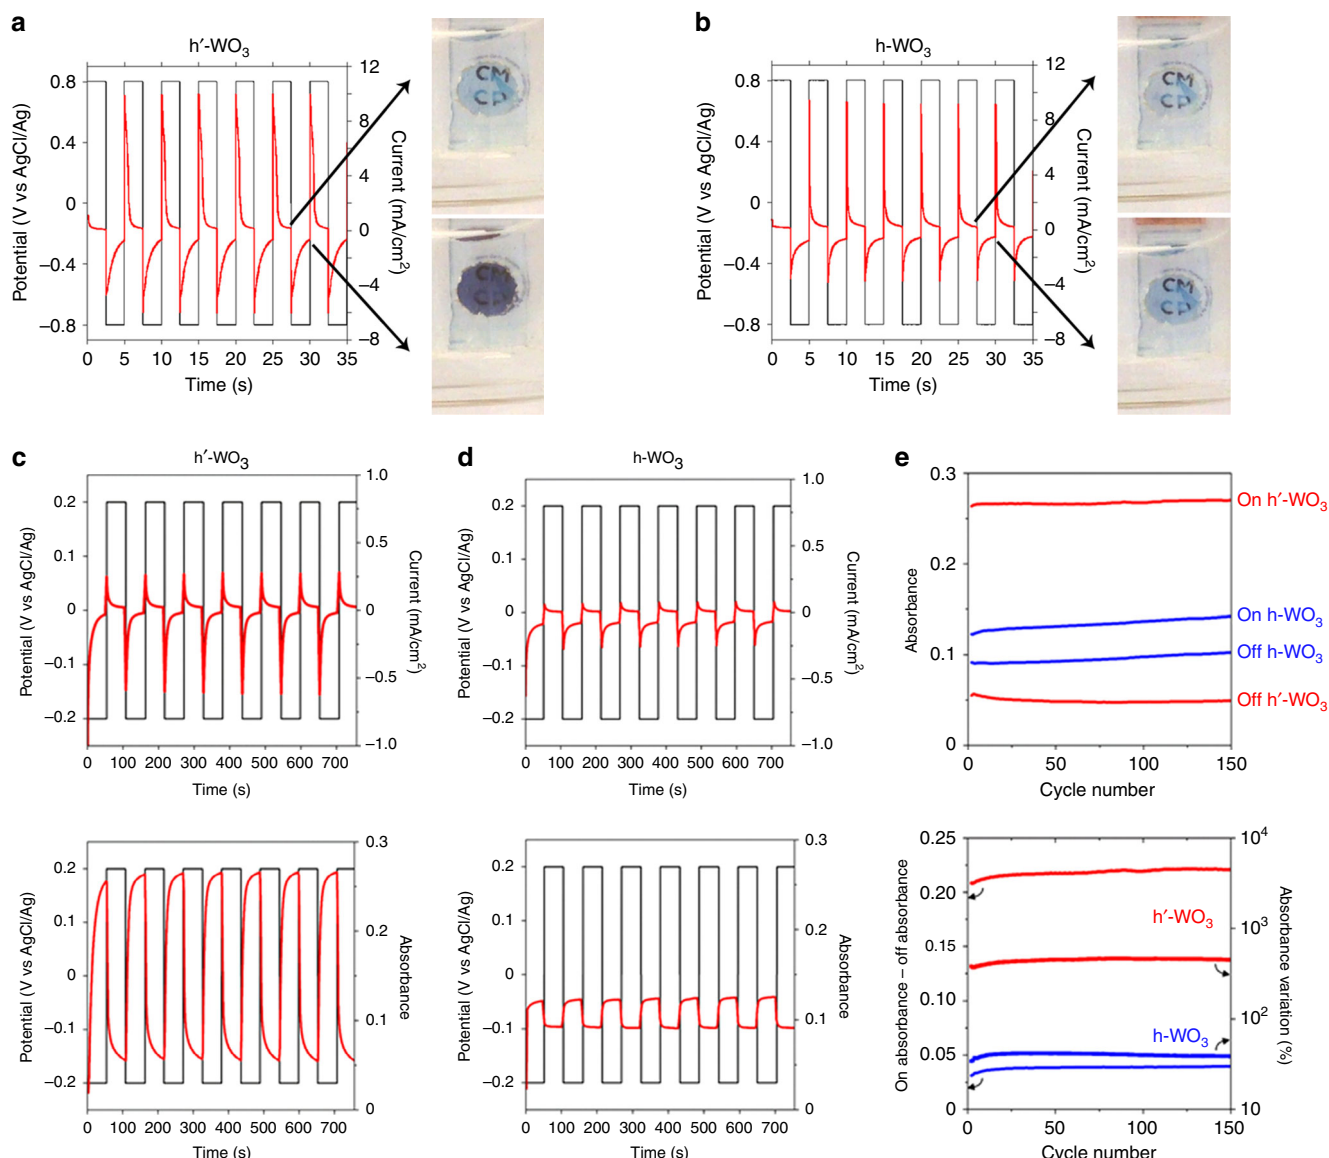 a
h′-WO3
0.8
0.4
0
–0.4
–0.8
Potential (V vs AgCl/Ag)
12
8
4
0
–4
–8
Current (mA/cm2)
0 5 10 15 20 25 30 35
Time (s)
CM
CP
CM
CP
b
h-WO3
0.8
0.4
0
–0.4
–0.8
Potential (V vs AgCl/Ag)
12
8
4
0
–4
–8
Current (mA/cm2)
0 5 10 15 20 25 30 35
Time (s)
CM
CP
CM
CP
c
h′-WO3
0.2
0.1
0
–0.1
–0.2
Potential (V vs AgCl/Ag)
1.0
0.5
0
–0.5
–1.0
Current (mA/cm2)
0 100 200 300 400 500 600 700
Time (s)
0.2
0.1
0
–0.1
–0.2
Potential (V vs AgCl/Ag)
0.3
0.2
0.1
0
Absorbance
0 100 200 300 400 500 600 700
Time (s)
d
h-WO3
0.2
0.1
0
–0.1
–0.2
Potential (V vs AgCl/Ag)
1.0
0.5
0
–0.5
–1.0
Current (mA/cm2)
0 100 200 300 400 500 600 700
Time (s)
0.2
0.1
0
–0.1
–0.2
Potential (V vs AgCl/Ag)
0.3
0.2
0.1
0
Absorbance
0 100 200 300 400 500 600 700
Time (s)
e
0.3
0.2
0.1
0
Absorbance
On h′-WO3
On h-WO3
Off h-WO3
Off h′-WO3
0 50 100 150
Cycle number
0.25
0.20
0.15
0.10
0.05
0
On absorbance – off absorbance
h′-WO3
h-WO3
10^4
10^3
10^2
10
Absorbance variation (%)
0 50 100 150
Cycle number